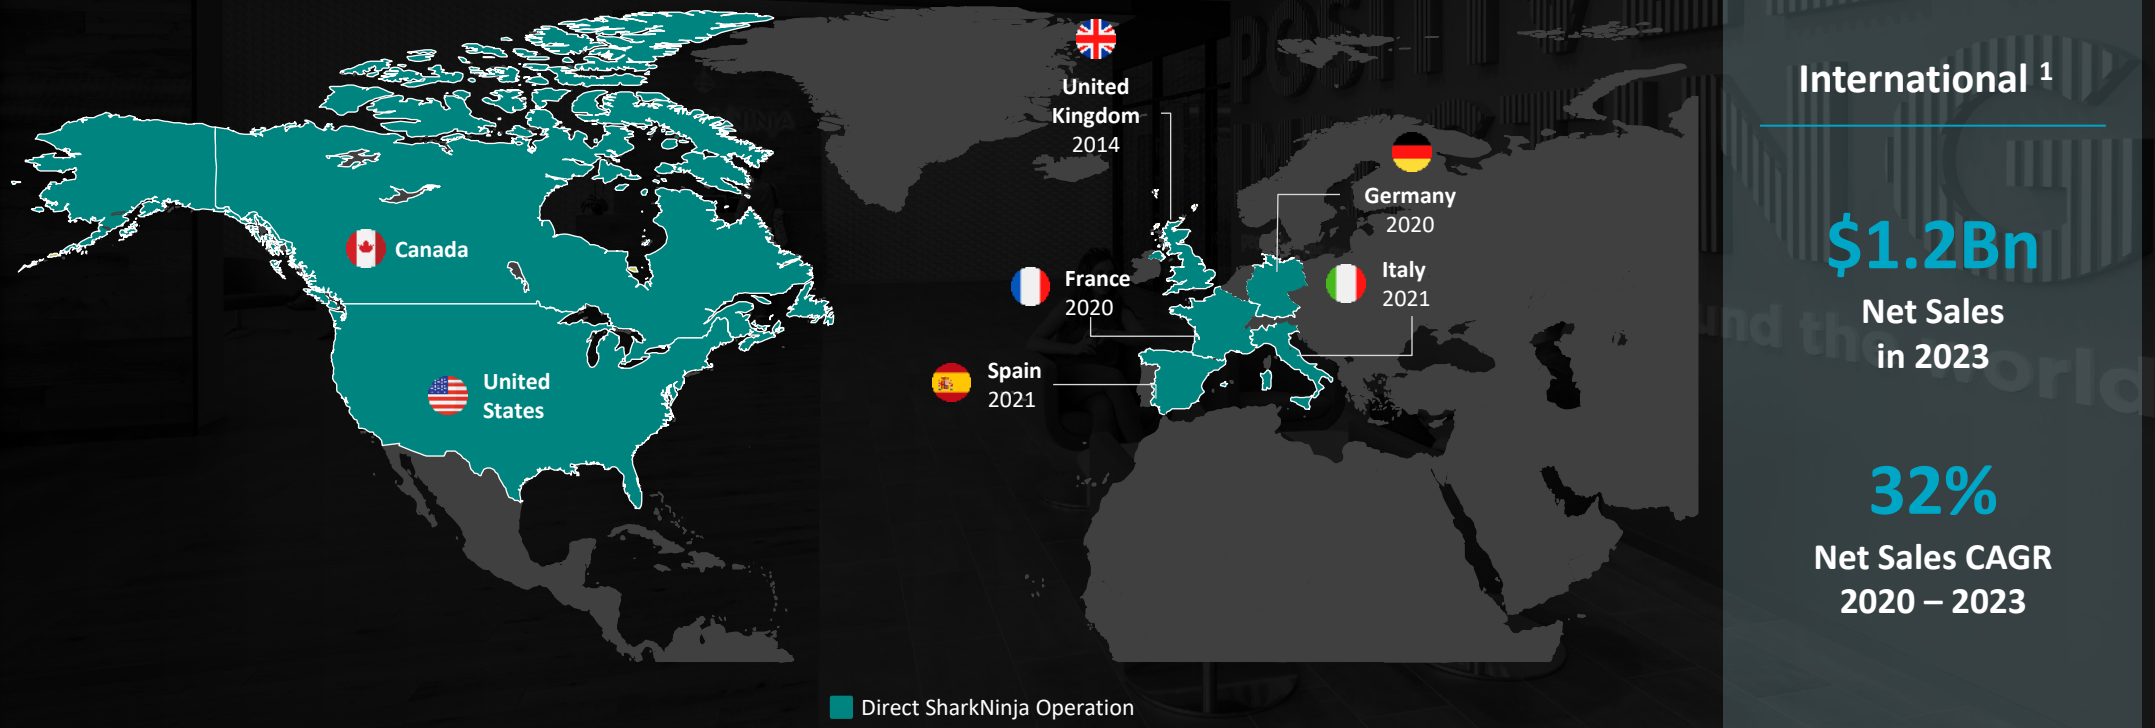 United
Kingdom
2014
Germany
2020
Canada
France
2020
Italy
2021
United
States
Spain
2021
Direct SharkNinja Operation
International 1
$1.2Bn
Net Sales
in 2023
32%
Net Sales CAGR
2020 – 2023